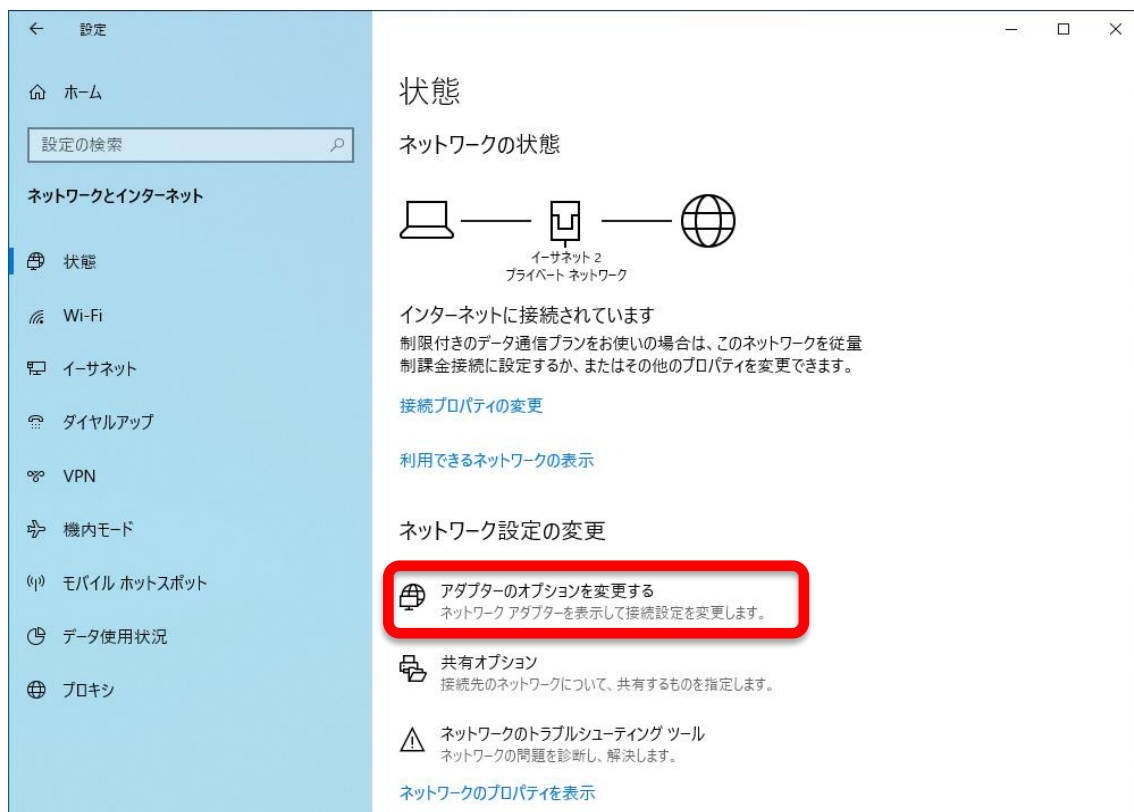 設定
ホーム
設定の検索
ネットワークとインターネット
状態
Wi-Fi
イーサネット
ダイヤルアップ
VPN
機内モード
モバイル ホットスポット
データ使用状況
プロキシ
状態
ネットワークの状態
イーサネット 2
プライベート ネットワーク
インターネットに接続されています
制限付きのデータ通信プランをお使いの場合は、このネットワークを従量
制課金接続に設定するか、またはその他のプロパティを変更できます。
接続プロパティの変更
利用できるネットワークの表示
ネットワーク設定の変更
アダプターのオプションを変更する
ネットワーク アダプターを表示して接続設定を変更します。
共有オプション
接続先のネットワークについて、共有するものを指定します。
ネットワークのトラブルシューティング ツール
ネットワークの問題を診断し、解決します。
ネットワークのプロパティを表示